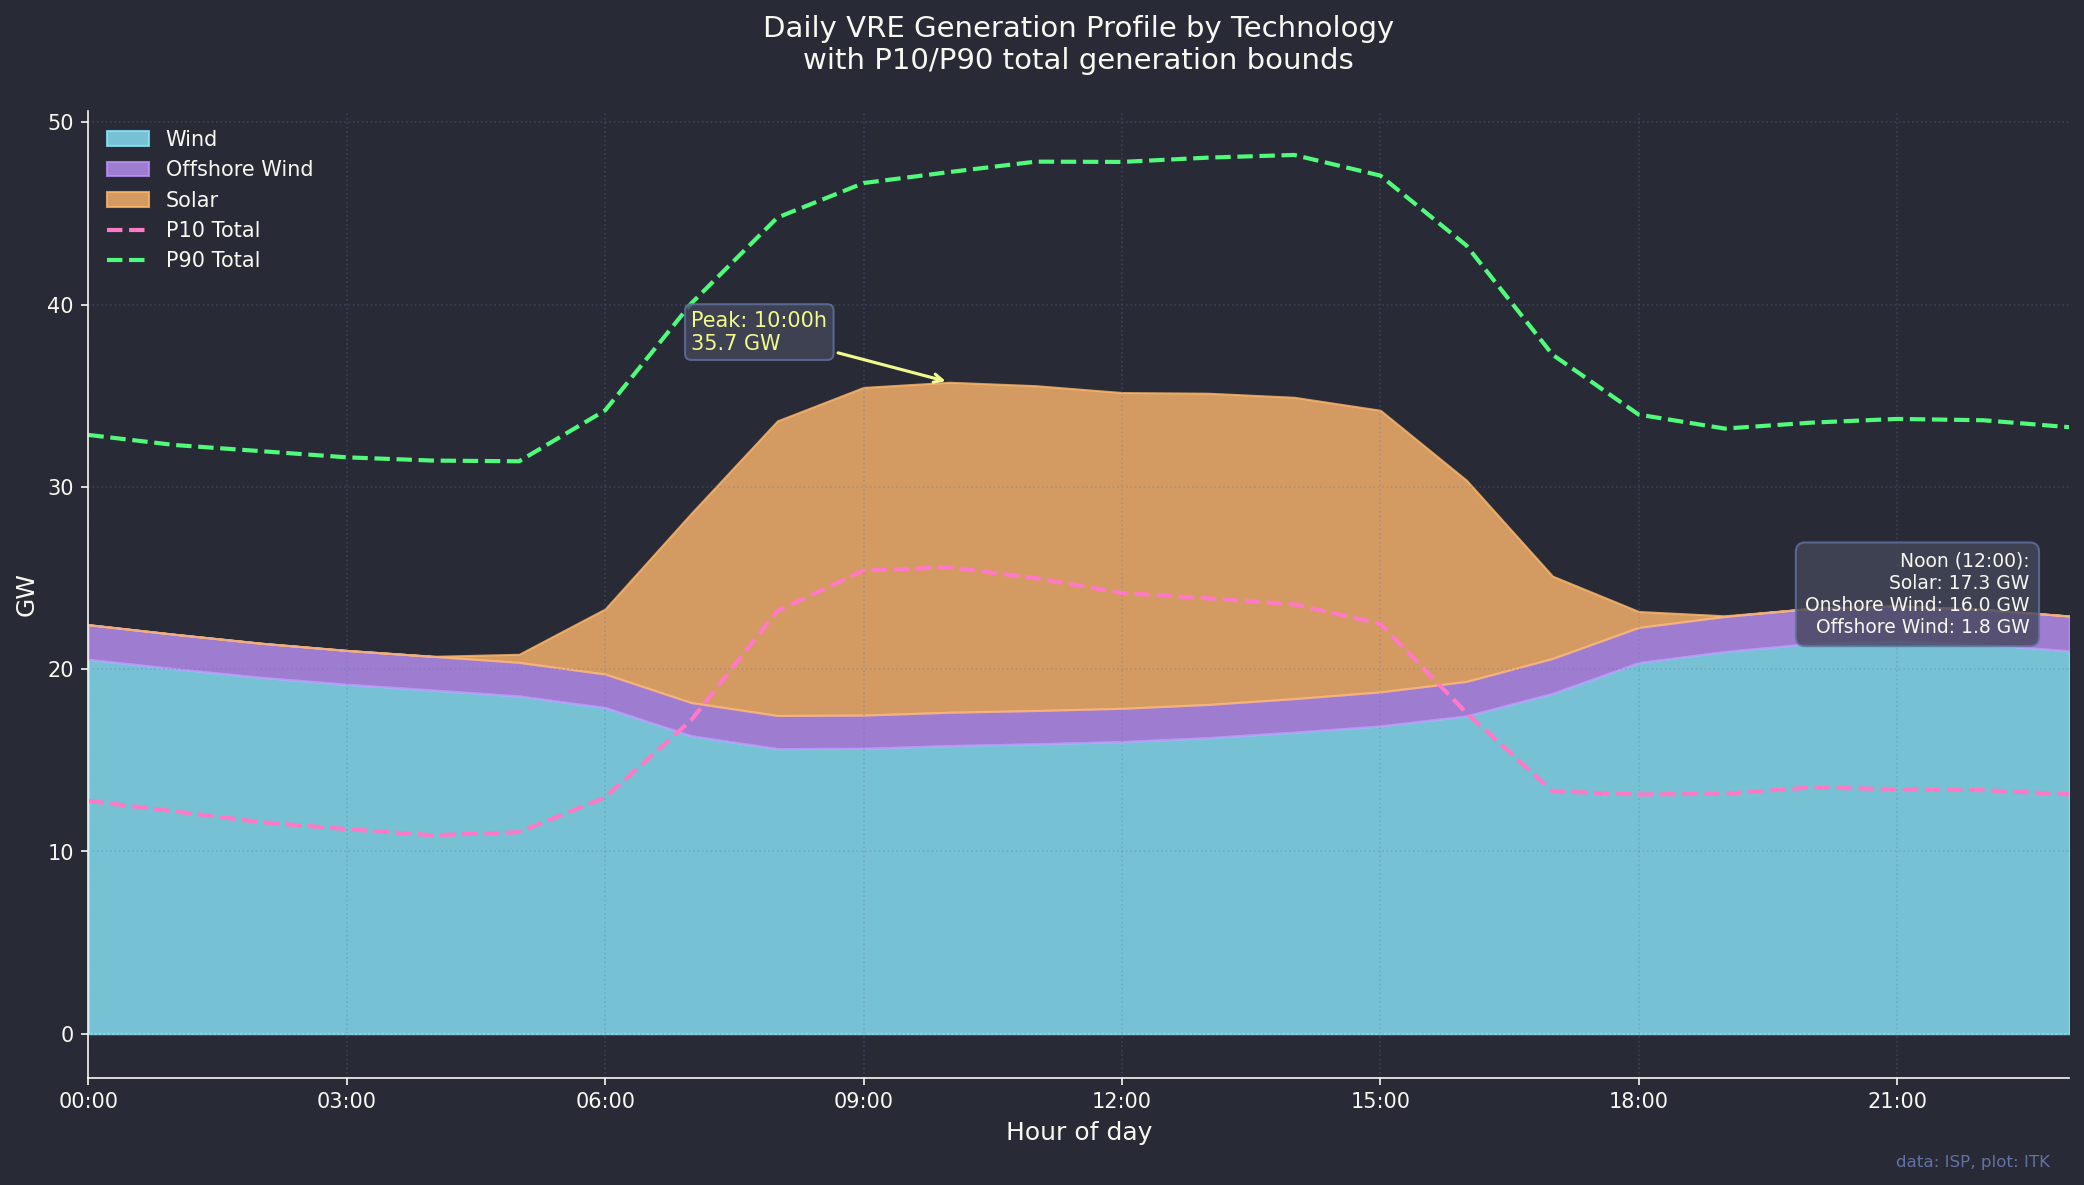 Daily VRE Generation Profile by Technology
with P10/P90 total generation bounds
50
40
30
20
10
0
GW
Wind
Offshore Wind
Solar
P10 Total
P90 Total
Peak: 10:00h
35.7 GW
Noon (12:00):
Solar: 17.3 GW
Onshore Wind: 16.0 GW
Offshore Wind: 1.8 GW
00:00 03:00 06:00 09:00 12:00 15:00 18:00 21:00
Hour of day
data: ISP, plot: ITK